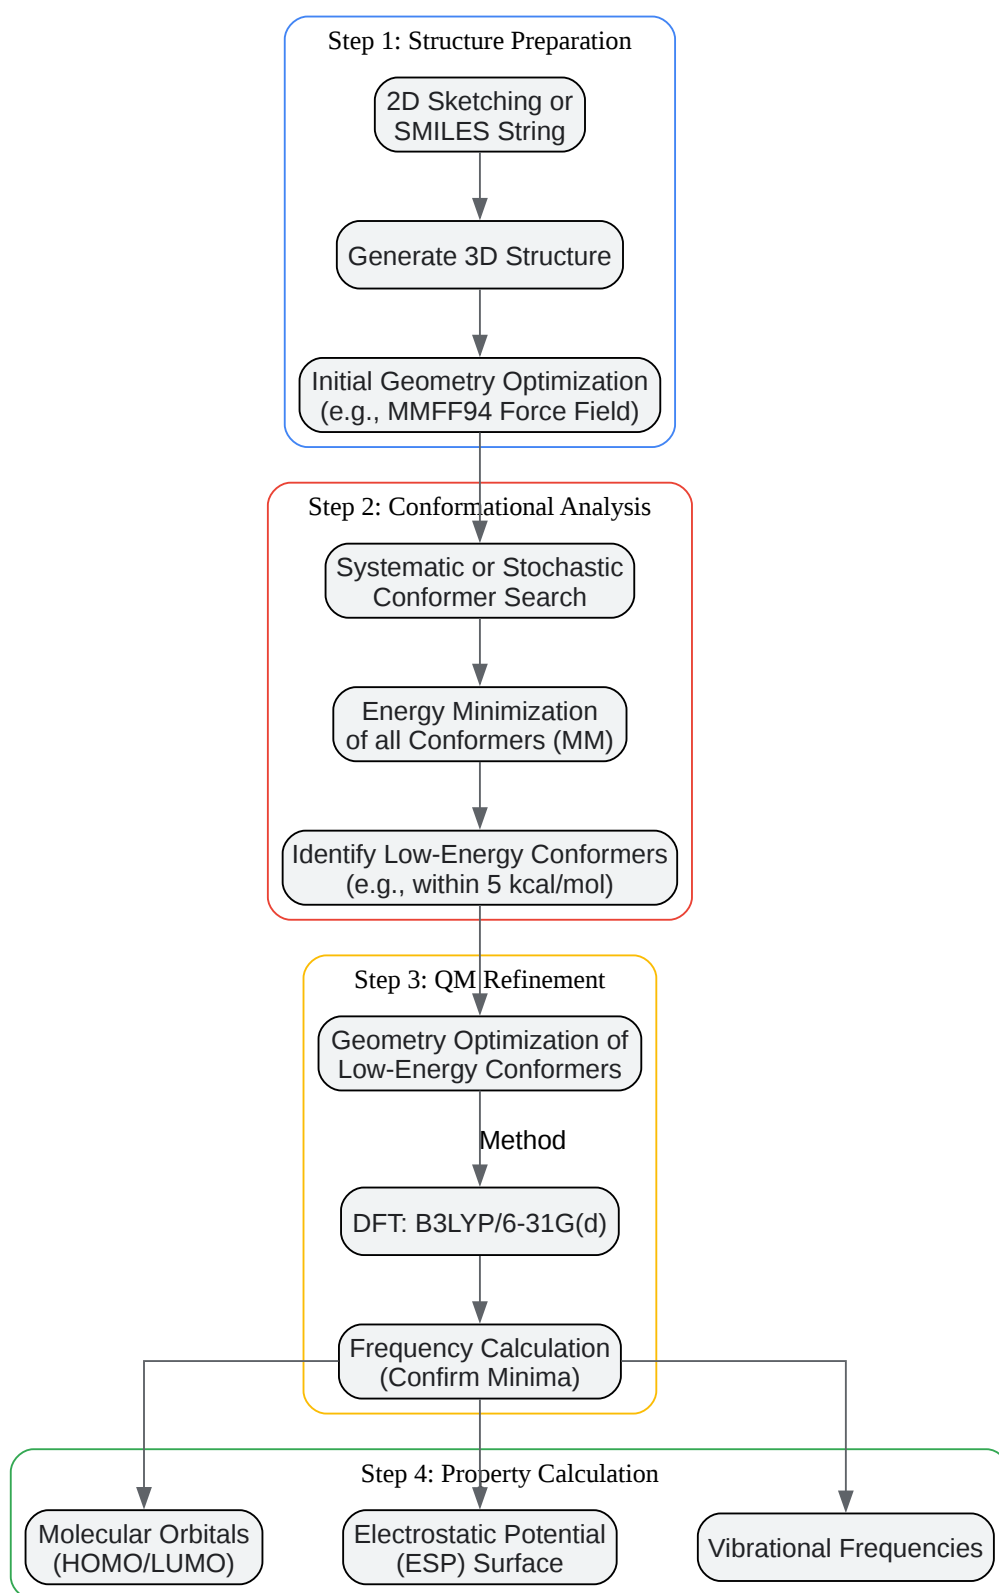 Step 1: Structure Preparation
2D Sketching or
SMILES String
Generate 3D Structure
Initial Geometry Optimization
(e.g., MMFF94 Force Field)
Step 2: Conformational Analysis
Systematic or Stochastic
Conformer Search
Energy Minimization
of all Conformers (MM)
Identify Low-Energy Conformers
(e.g., within 5 kcal/mol)
Step 3: QM Refinement
Geometry Optimization of
Low-Energy Conformers
Method
DFT: B3LYP/6-31G(d)
Frequency Calculation
(Confirm Minima)
Step 4: Property Calculation
Molecular Orbitals
(HOMO/LUMO)
Electrostatic Potential
(ESP) Surface
Vibrational Frequencies